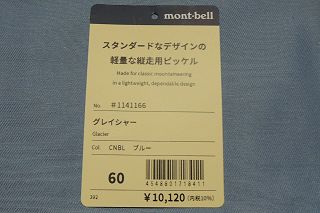 mont-bell
スタンダードなデザインの
軽量な縦走用ピッケル
Made for classic mountaineering
in a lightweight, dependable design
No. #1141166
グレイシャー
Glacier
Col. CNBL ブルー
60
4548801718411
392 ¥10,120(内税10%)